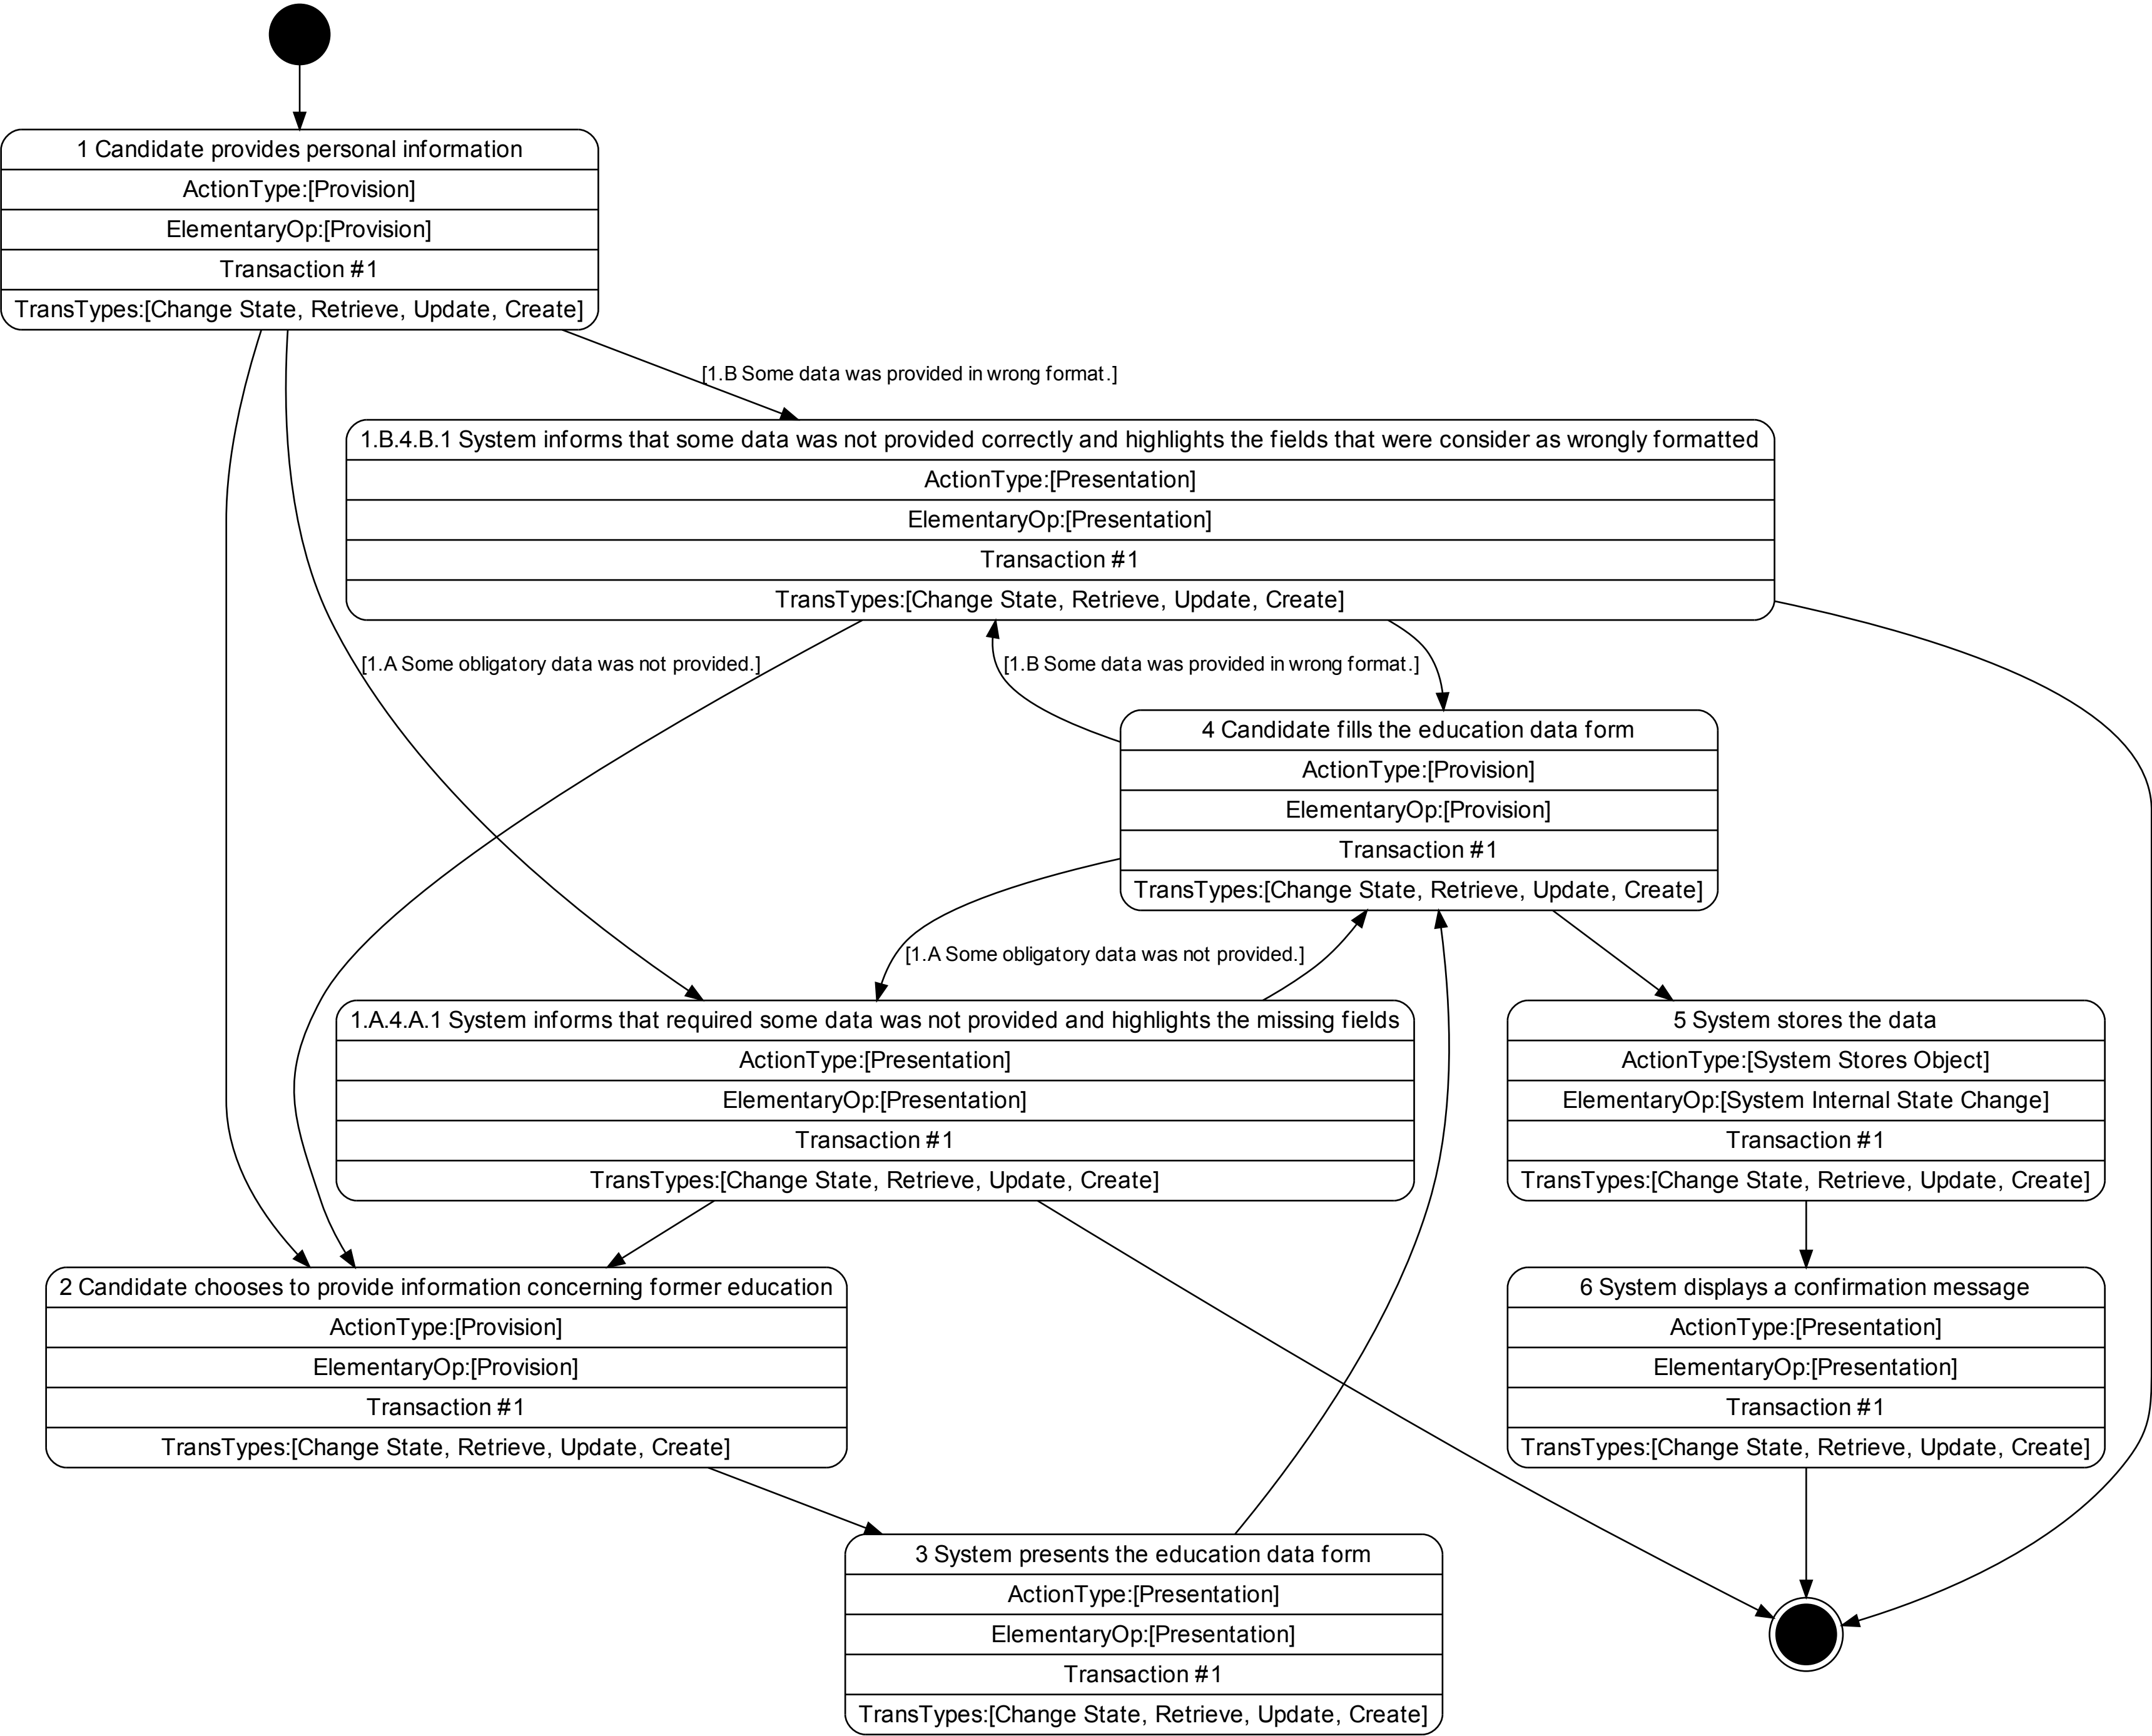 1 Candidate provides personal information
ActionType:[Provision]
ElementaryOp:[Provision]
Transaction #1
TransTypes:[Change State, Retrieve, Update, Create]
[1.B Some data was provided in wrong format.]
1.B.4.B.1 System informs that some data was not provided correctly and highlights the fields that were consider as wrongly formatted
ActionType:[Presentation]
ElementaryOp:[Presentation]
Transaction #1
TransTypes:[Change State, Retrieve, Update, Create]
[1.A Some obligatory data was not provided.]
[1.B Some data was provided in wrong format.]
4 Candidate fills the education data form
ActionType:[Provision]
ElementaryOp:[Provision]
Transaction #1
TransTypes:[Change State, Retrieve, Update, Create]
[1.A Some obligatory data was not provided.]
1.A.4.A.1 System informs that required some data was not provided and highlights the missing fields
ActionType:[Presentation]
ElementaryOp:[Presentation]
Transaction #1
TransTypes:[Change State, Retrieve, Update, Create]
5 System stores the data
ActionType:[System Stores Object]
ElementaryOp:[System Internal State Change]
Transaction #1
TransTypes:[Change State, Retrieve, Update, Create]
2 Candidate chooses to provide information concerning former education
ActionType:[Provision]
ElementaryOp:[Provision]
Transaction #1
TransTypes:[Change State, Retrieve, Update, Create]
6 System displays a confirmation message
ActionType:[Presentation]
ElementaryOp:[Presentation]
Transaction #1
TransTypes:[Change State, Retrieve, Update, Create]
3 System presents the education data form
ActionType:[Presentation]
ElementaryOp:[Presentation]
Transaction #1
TransTypes:[Change State, Retrieve, Update, Create]